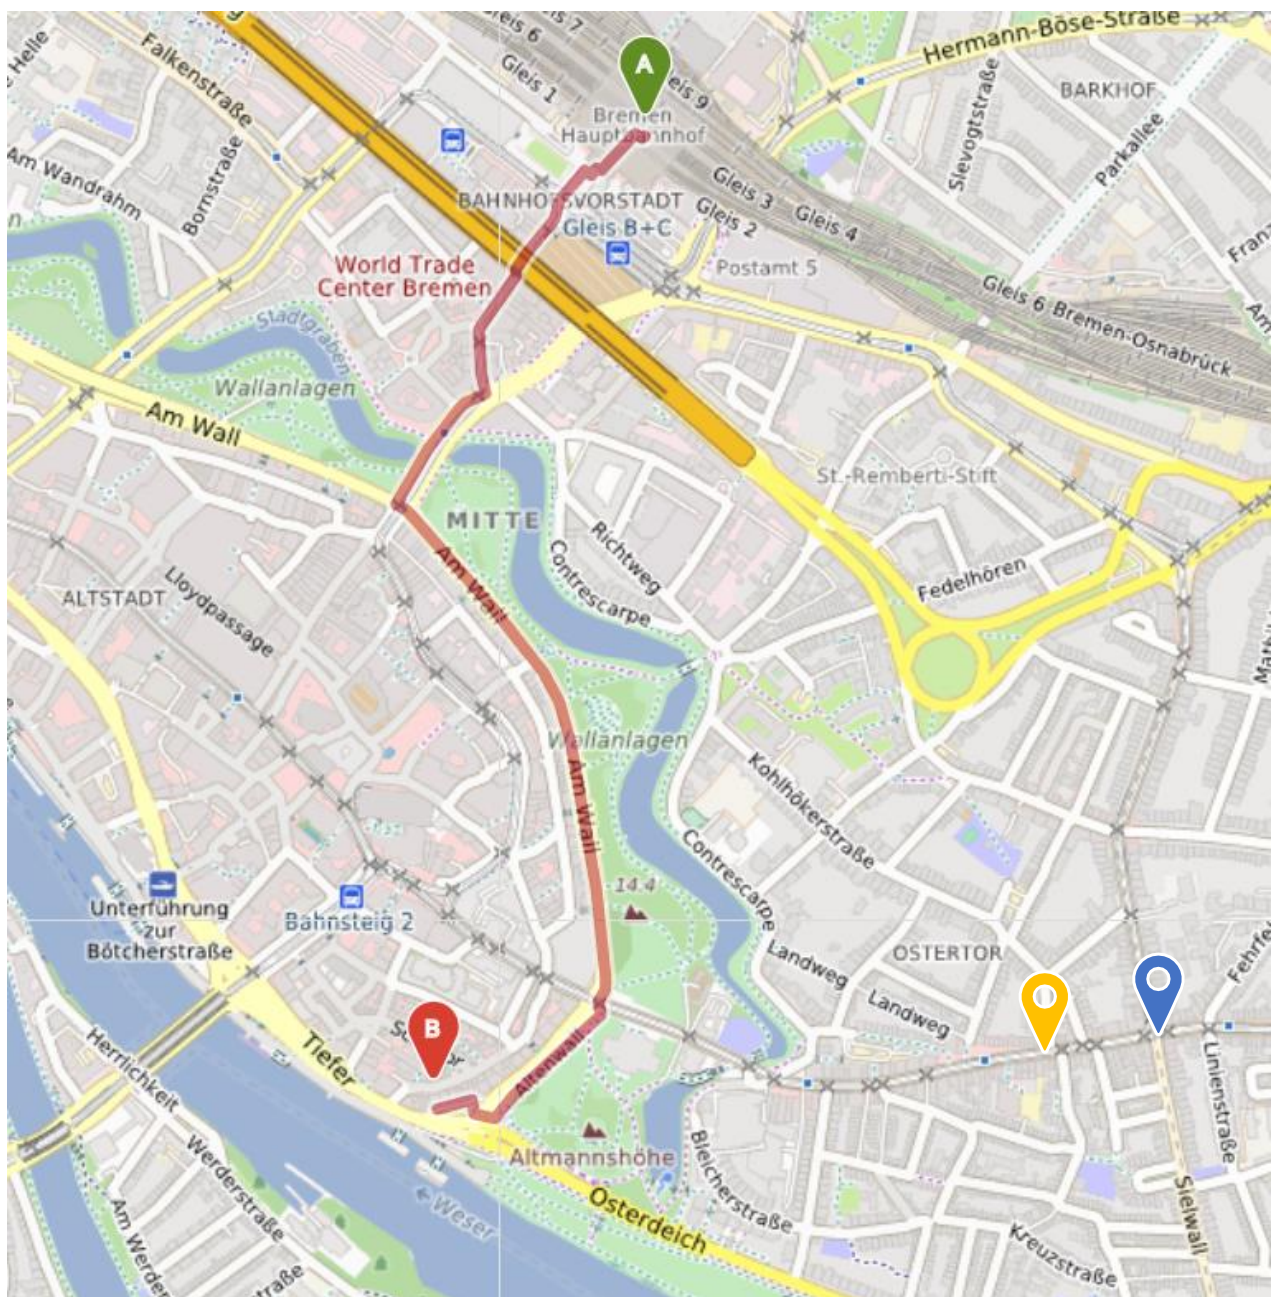 Gleis 7
Gleis 6
Hermann-Böse-Straße
Helle
Falkenstraße
Gleis 1
A
Gleis 9
BARKHOF
Bremen
Hauptbahnhof
Slevogtstraße
Parkallee
Am Wandrahm
Bornstraße
BAHNHOFSVORSTADT
Gleis 3
Gleis 2
Gleis 4
Gleis B+C
World Trade
Center Bremen
Postamt 5
Gleis 6
Bremen-Osnabrück
Am
Stadtgraben
Wallanlagen
Am Wall
St.-Remberti-Stift
MITTE
Richtweg
Am Wall
Contrescarpe
Fedelhören
ALTSTADT
Lloydpassage
Wallanlagen
Am Wall
Kohlhökerstraße
Contrescarpe
14.4
Unterführung
zur
Bötcherstraße
Bahnsteig 2
Landweg
OSTERTOR
Landweg
B
Tiefer
Altenwall
Herrlichkeit
Linienstraße
Werderstraße
Altmannshöhe
Bleicherstraße
Weser
Osterdeich
Sielwall
Kreuzstraße
Am Werder